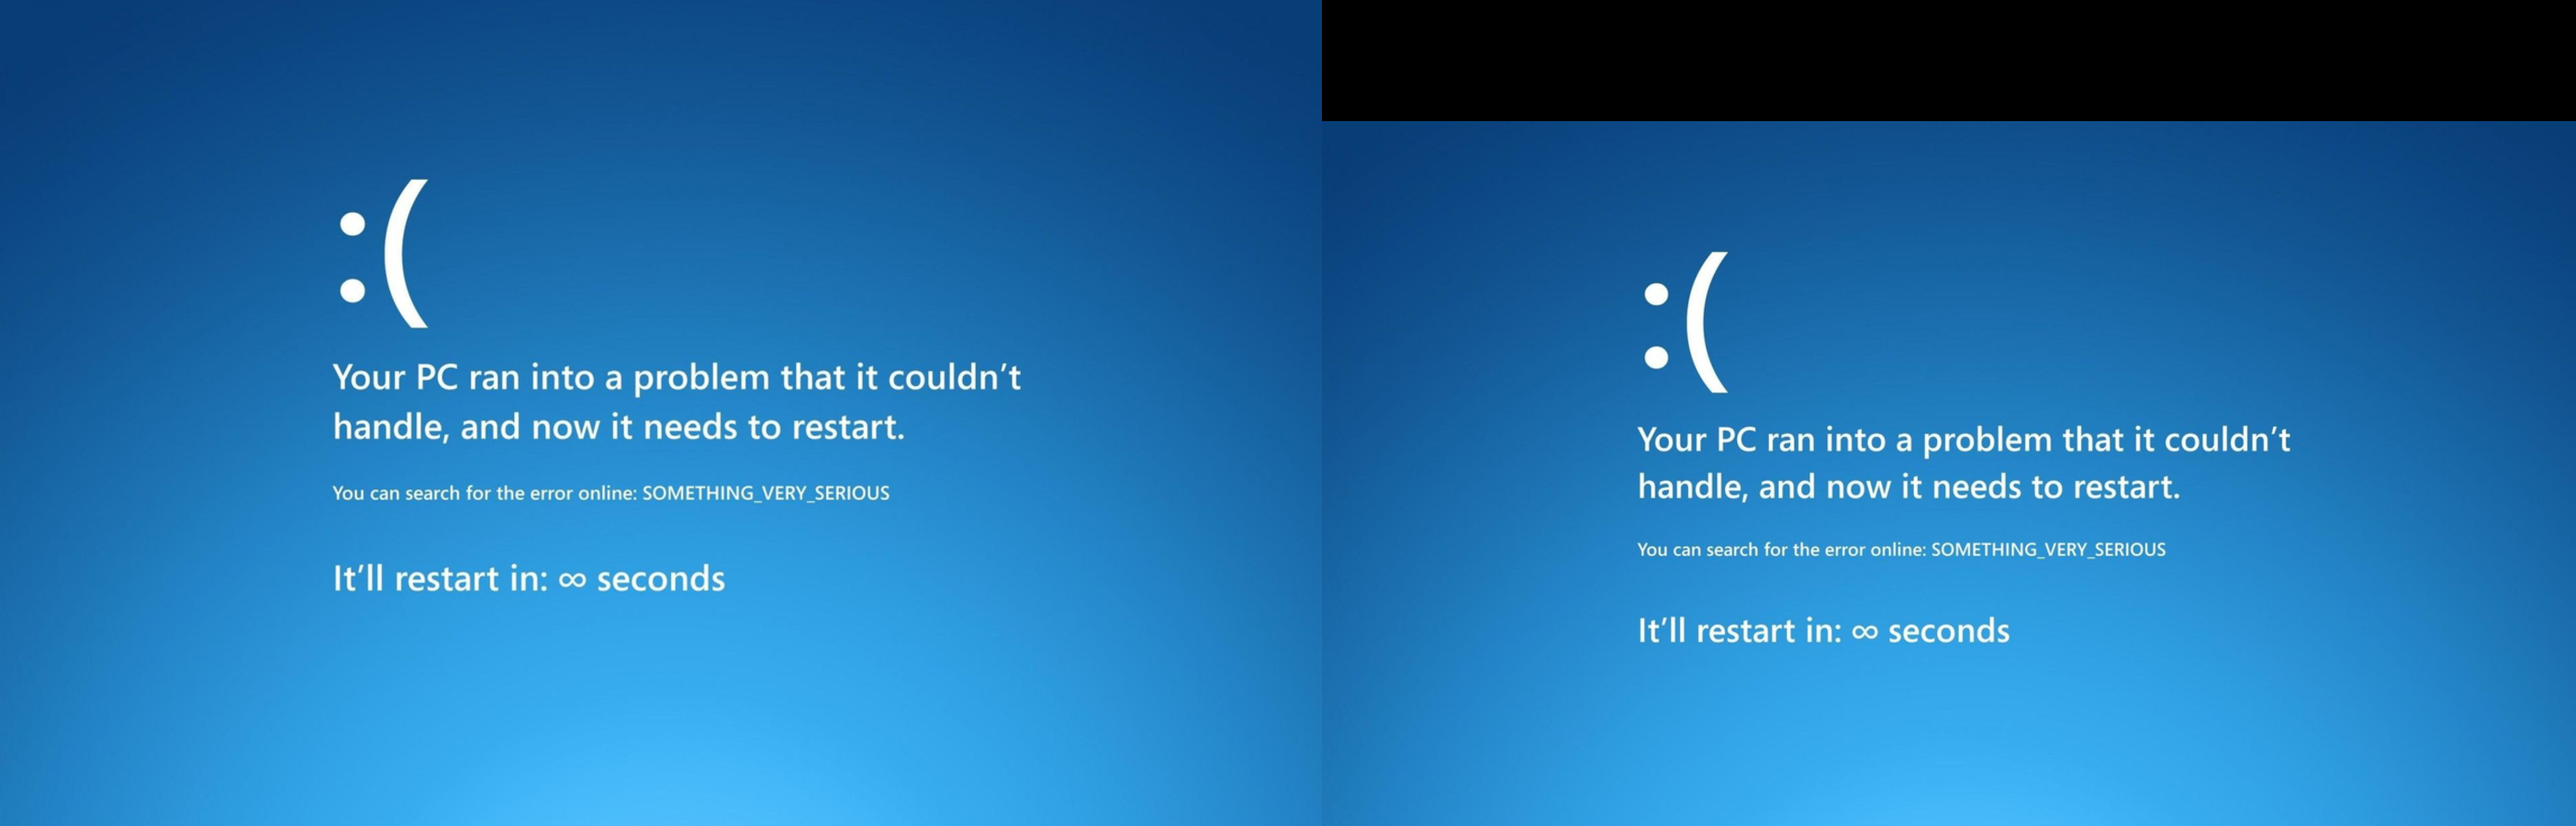 :(
Your PC ran into a problem that it couldn’t
handle, and now it needs to restart.
You can search for the error online: SOMETHING_VERY_SERIOUS
It’ll restart in: ∞ seconds
:(
Your PC ran into a problem that it couldn’t
handle, and now it needs to restart.
You can search for the error online: SOMETHING_VERY_SERIOUS
It’ll restart in: ∞ seconds